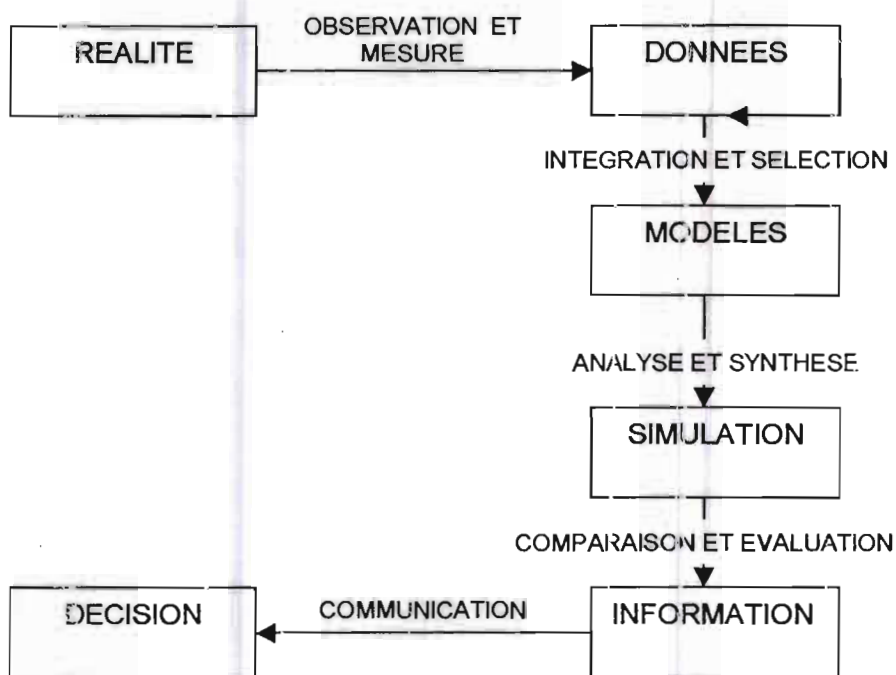 REALITE
OBSERVATION ET
MESURE
DONNEES
INTEGRATION ET SELECTION
MODELES
ANALYSE ET SYNTHESE
SIMULATION
COMPARAISON ET EVALUATION
DECISION
COMMUNICATION
INFORMATION